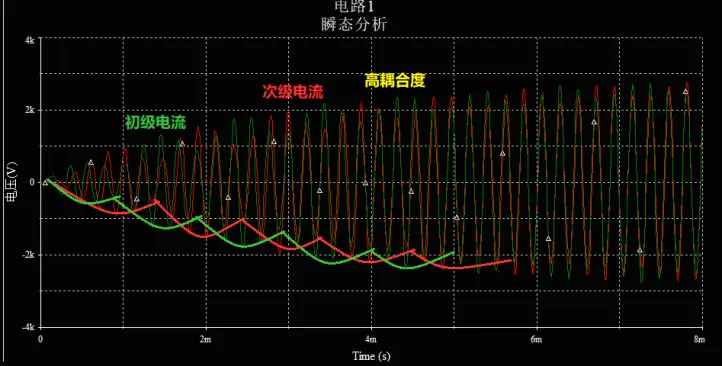 电路1
瞬态分析
4k
2k
0
-2k
-4k
电压(V)
初级电流
次级电流
高耦合度
0
2m
4m
6m
8m
Time (s)